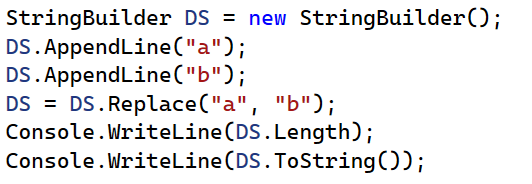 StringBuilder DS = new StringBuilder();
DS.AppendLine("a");
DS.AppendLine("b");
DS = DS.Replace("a", "b");
Console.WriteLine(DS.Length);
Console.WriteLine(DS.ToString());